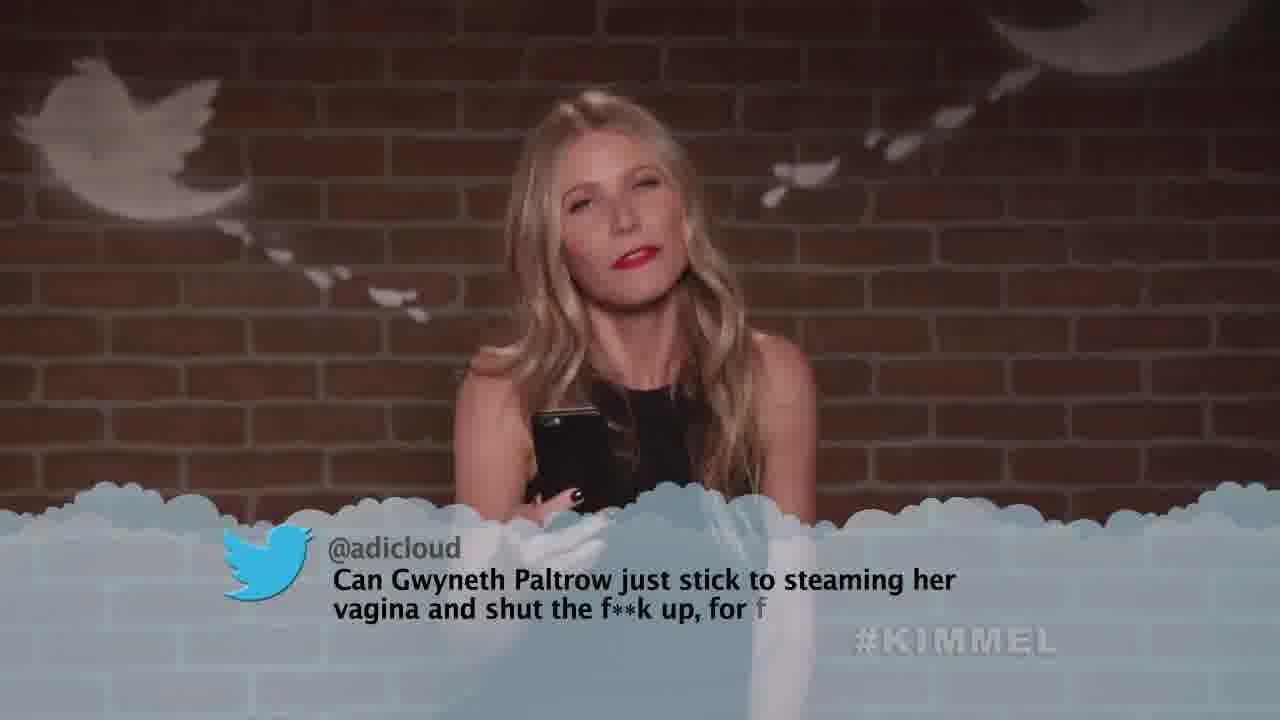 @adicloud
Can Gwyneth Paltrow just stick to steaming her
vagina and shut the f**k up, for f
#KIMMEL